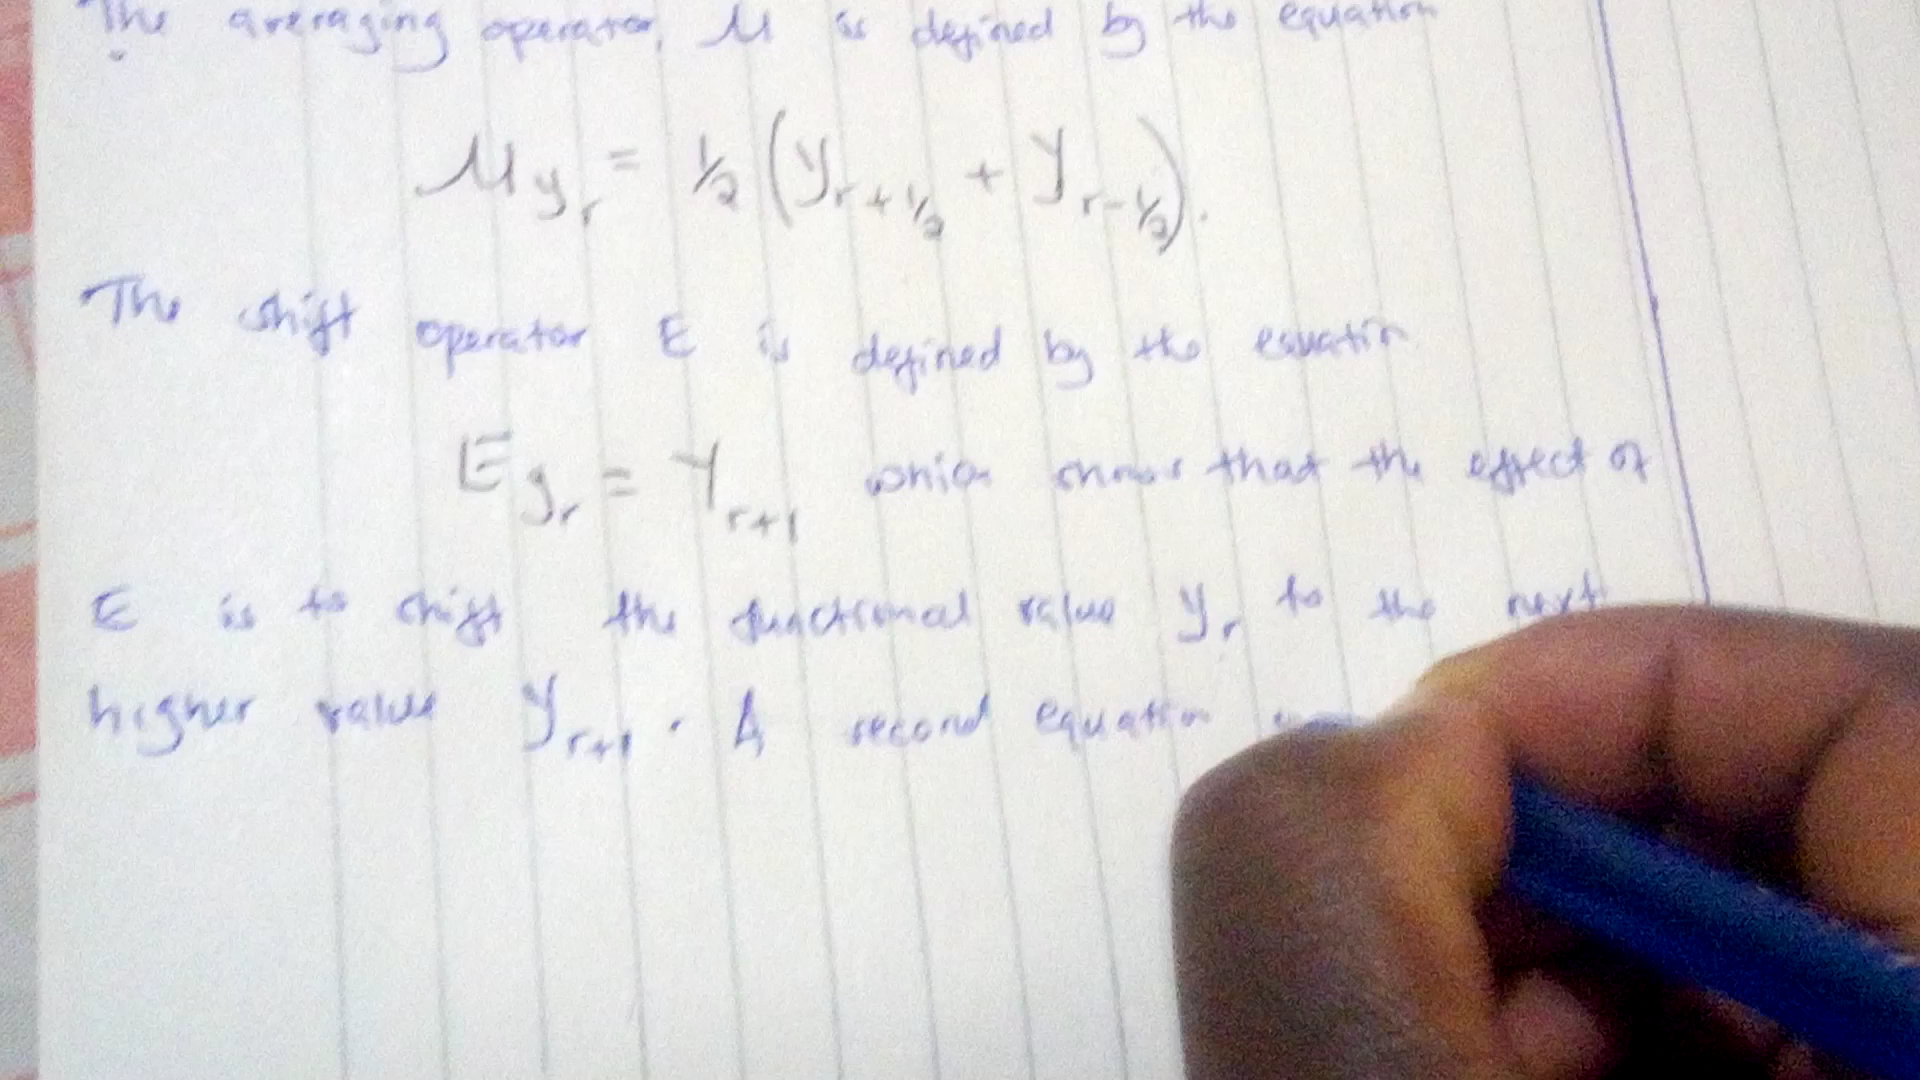 The averaging operator, μ is defined by the equation
μy_r = 1/2 (y_{r+1/2} + y_{r-1/2}).
The shift operator E is defined by the equatin
Ey_r = y_{r+1} which shows that the effect of
E is to shift the functional value y_r to the next
higher value y_{r+1}. A second equation